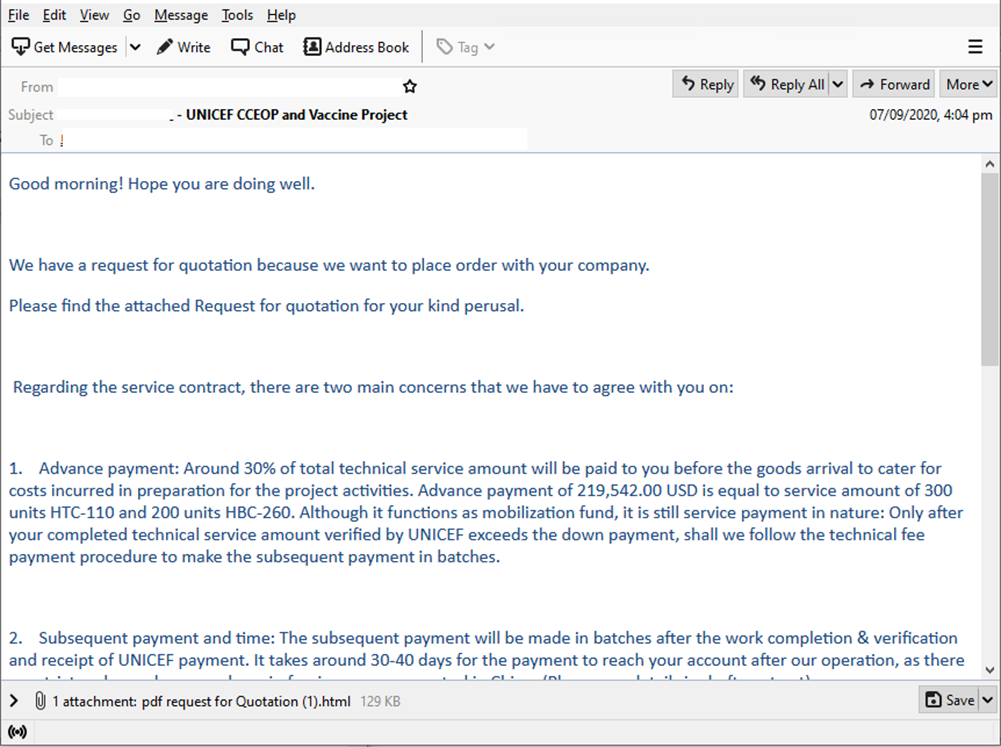 File Edit View Go Message Tools Help
Get Messages Write Chat Address Book Tag
From Reply Reply All Forward More
Subject - UNICEF CCEOP and Vaccine Project 07/09/2020, 4:04 pm
To
Good morning! Hope you are doing well.
We have a request for quotation because we want to place order with your company.
Please find the attached Request for quotation for your kind perusal.
Regarding the service contract, there are two main concerns that we have to agree with you on:
1. Advance payment: Around 30% of total technical service amount will be paid to you before the goods arrival to cater for
costs incurred in preparation for the project activities. Advance payment of 219,542.00 USD is equal to service amount of 300
units HTC-110 and 200 units HBC-260. Although it functions as mobilization fund, it is still service payment in nature: Only after
your completed technical service amount verified by UNICEF exceeds the down payment, shall we follow the technical fee
payment procedure to make the subsequent payment in batches.
2. Subsequent payment and time: The subsequent payment will be made in batches after the work completion & verification
and receipt of UNICEF payment. It takes around 30-40 days for the payment to reach your account after our operation, as there
1 attachment: pdf request for Quotation (1).html 129 KB Save